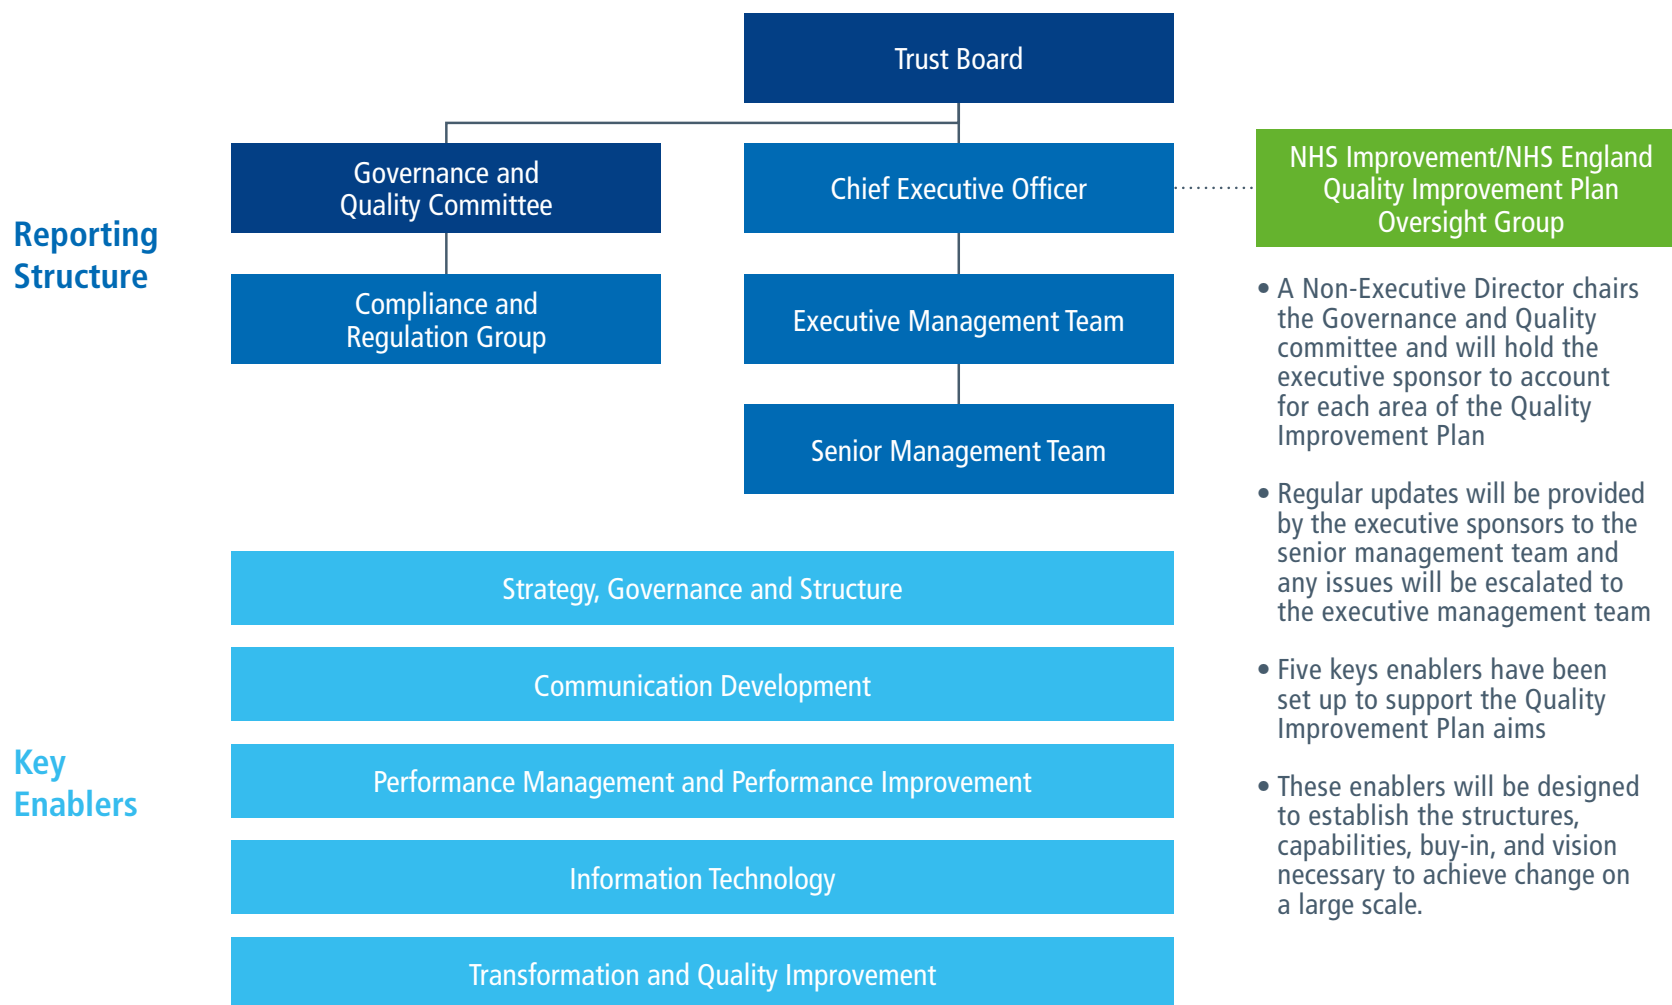 Trust Board
Governance and
Quality Committee
Chief Executive Officer
NHS Improvement/NHS England
Quality Improvement Plan
Oversight Group
Reporting
Structure
Compliance and
Regulation Group
Executive Management Team
Senior Management Team
• A Non-Executive Director chairs
the Governance and Quality
committee and will hold the
executive sponsor to account
for each area of the Quality
Improvement Plan
• Regular updates will be provided
by the executive sponsors to the
senior management team and
any issues will be escalated to
the executive management team
• Five keys enablers have been
set up to support the Quality
Improvement Plan aims
• These enablers will be designed
to establish the structures,
capabilities, buy-in, and vision
necessary to achieve change on
a large scale.
Key
Enablers
Strategy, Governance and Structure
Communication Development
Performance Management and Performance Improvement
Information Technology
Transformation and Quality Improvement